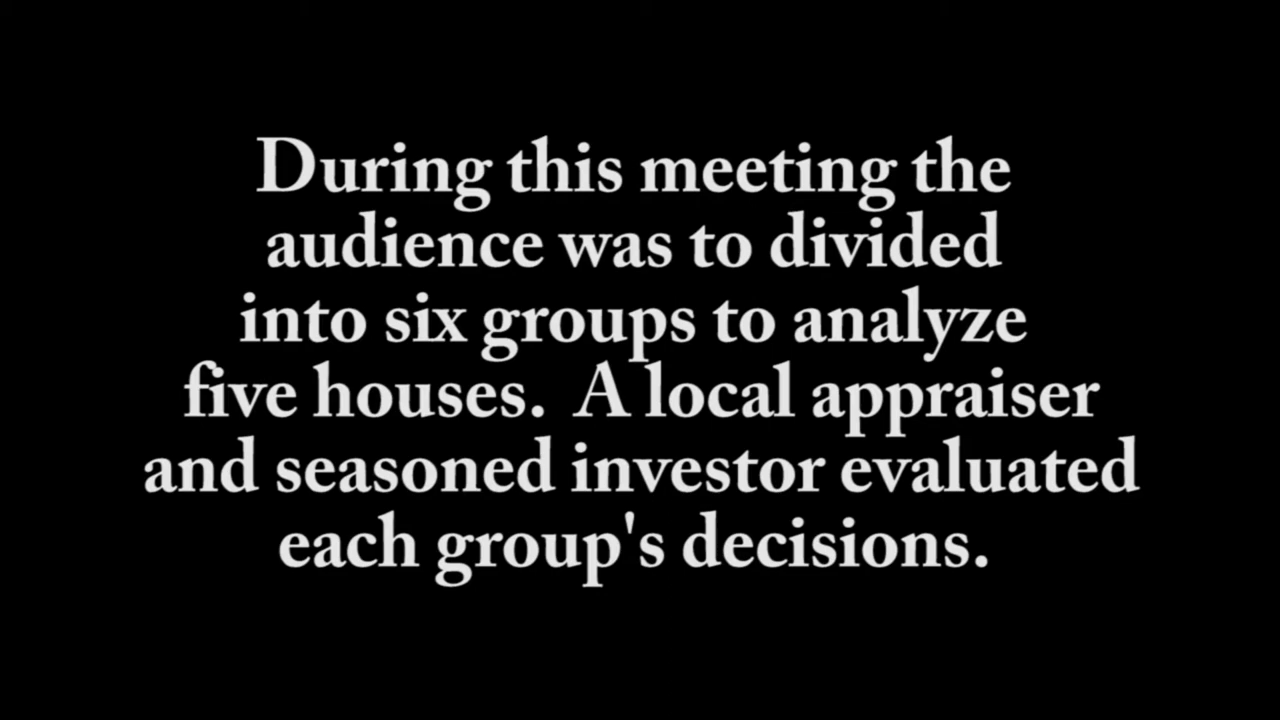 During this meeting the
audience was to divided
into six groups to analyze
five houses.  A local appraiser
and seasoned investor evaluated
each group's decisions.